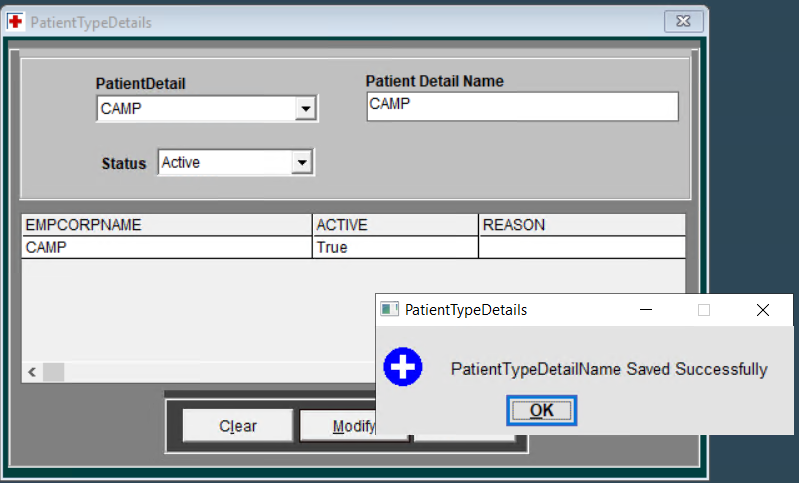 PatientTypeDetails
PatientDetail
Patient Detail Name
CAMP
CAMP
Status
Active
EMPCORPNAME ACTIVE REASON
CAMP True
PatientTypeDetails
PatientTypeDetailName Saved Successfully
OK
Clear
Modify